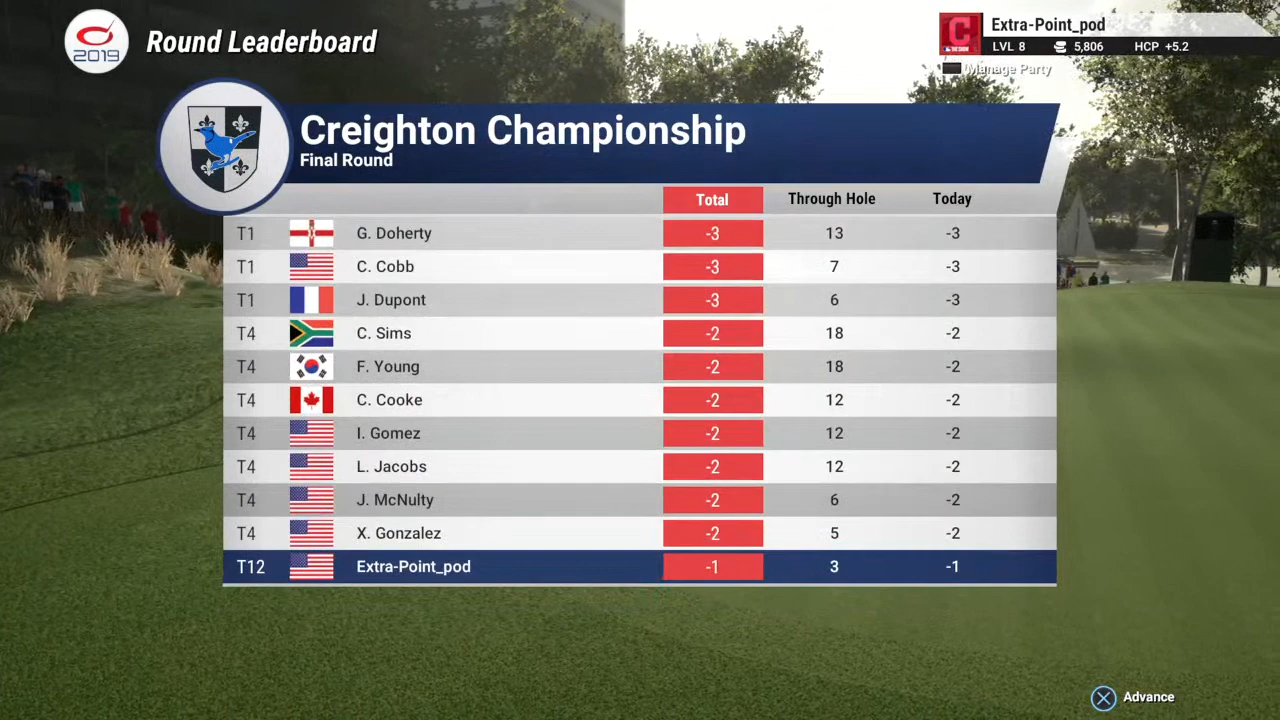 2019
Round Leaderboard
Extra-Point_pod
LVL 8 5,806 HCP +5.2
Manage Party
Creighton Championship
Final Round
Total Through Hole Today
T1 G. Doherty -3 13 -3
T1 C. Cobb -3 7 -3
T1 J. Dupont -3 6 -3
T4 C. Sims -2 18 -2
T4 F. Young -2 18 -2
T4 C. Cooke -2 12 -2
T4 I. Gomez -2 12 -2
T4 L. Jacobs -2 12 -2
T4 J. McNulty -2 6 -2
T4 X. Gonzalez -2 5 -2
T12 Extra-Point_pod -1 3 -1
Advance